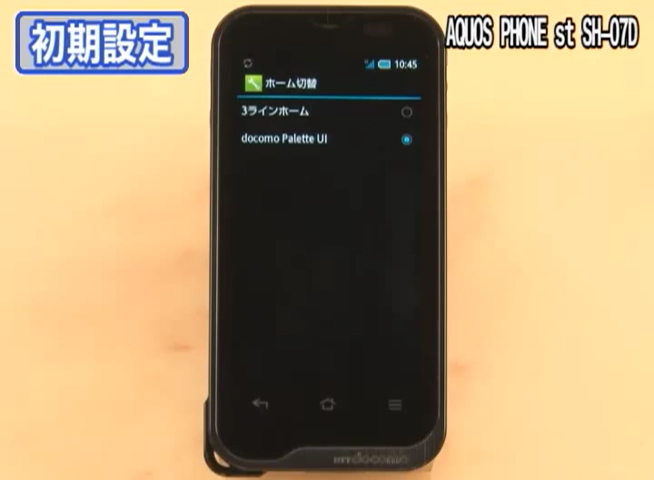 初期設定
AQUOS PHONE st SH-07D
10:45
ホーム切替
3ラインホーム
docomo Palette UI